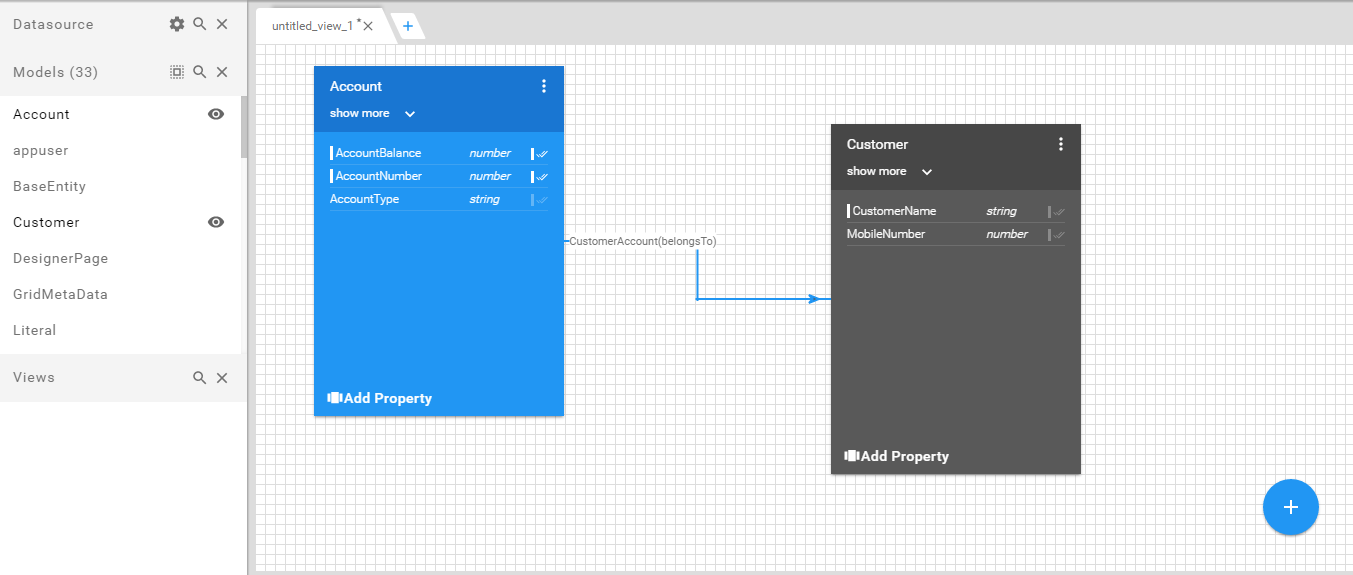 Datasource
Models (33)
Account
appuser
BaseEntity
Customer
DesignerPage
GridMetaData
Literal
Views
untitled_view_1 *
Account
show more
AccountBalance number
AccountNumber number
AccountType string
Add Property
CustomerAccount(belongsTo)
Customer
show more
CustomerName string
MobileNumber number
Add Property